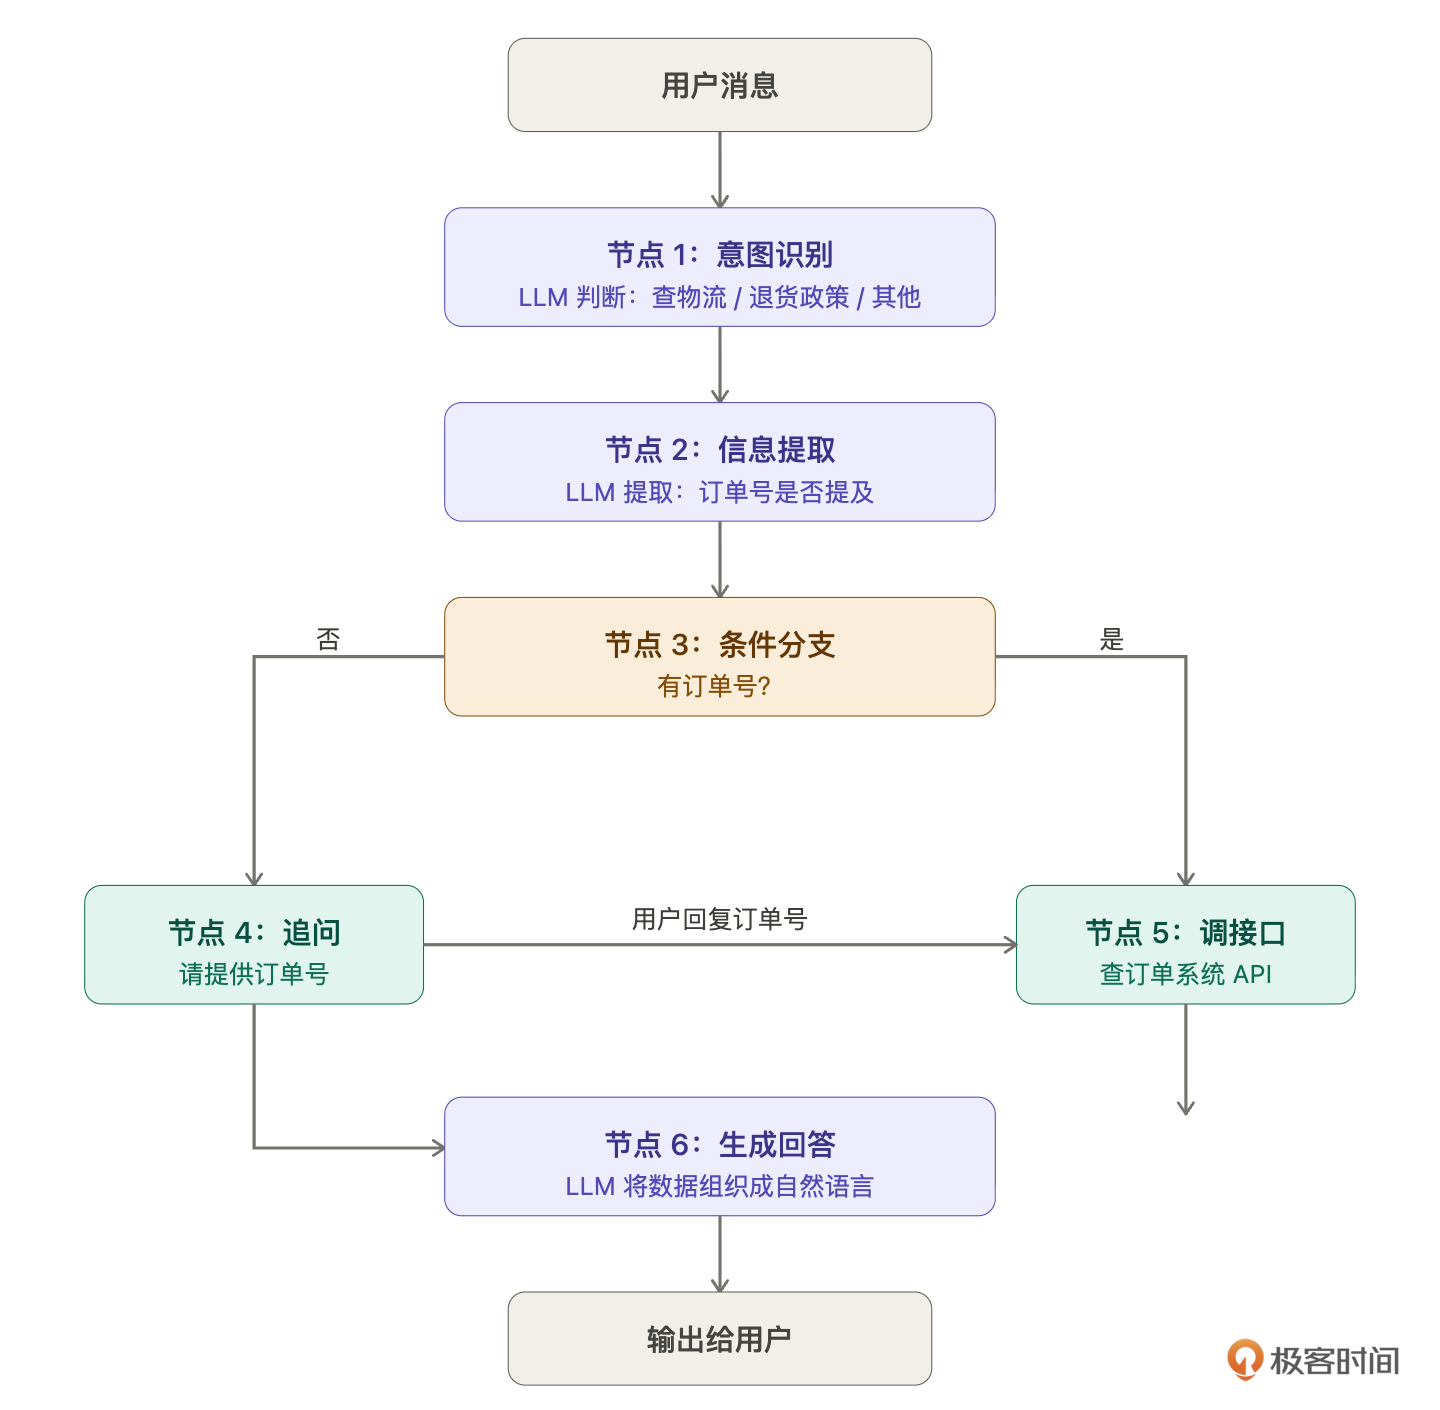 用户消息
节点 1：意图识别
LLM 判断：查物流 / 退货政策 / 其他
节点 2：信息提取
LLM 提取：订单号是否提及
否
节点 3：条件分支
有订单号?
是
节点 4：追问
请提供订单号
用户回复订单号
节点 5：调接口
查订单系统 API
节点 6：生成回答
LLM 将数据组织成自然语言
输出给用户
极客时间